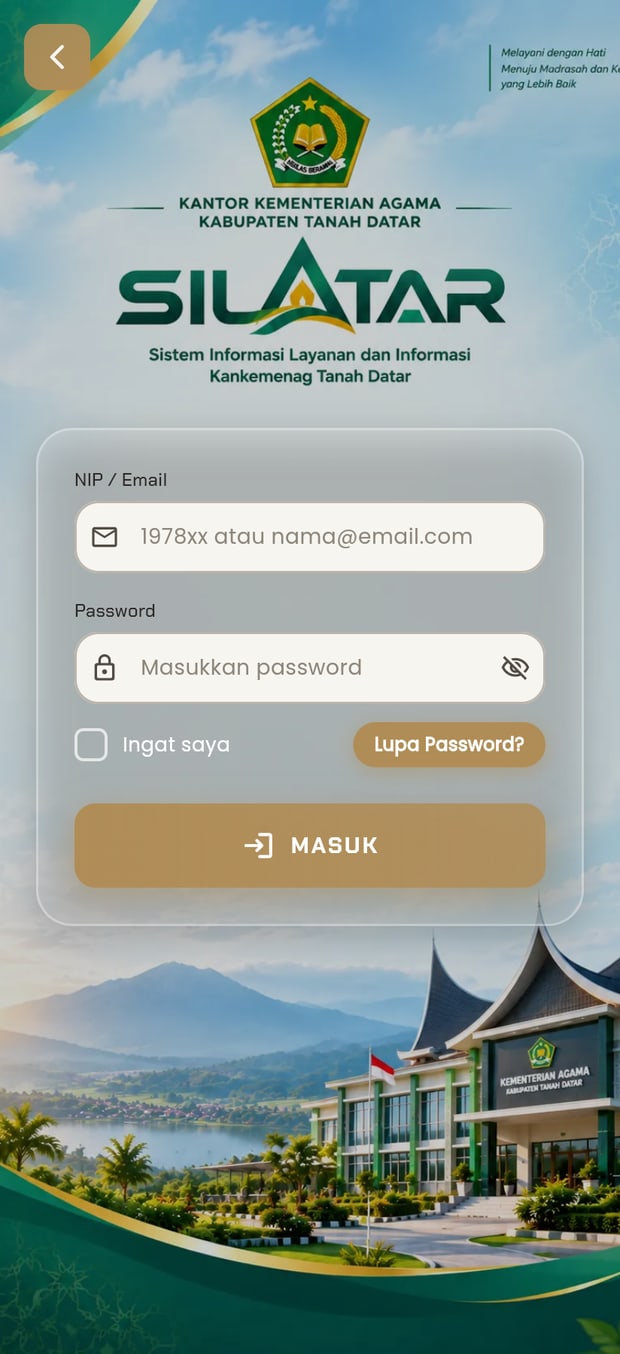 Melayani dengan Hati
Menuju Madrasah dan
yang Lebih Baik
IKHLAS BERAMAL
KANTOR KEMENTERIAN AGAMA
KABUPATEN TANAH DATAR
SILATAR
Sistem Informasi Layanan dan Informasi
Kankemenag Tanah Datar
NIP / Email
1978xx atau nama@email.com
Password
Masukkan password
Ingat saya
Lupa Password?
MASUK
KEMENTERIAN AGAMA
KABUPATEN TANAH DATAR